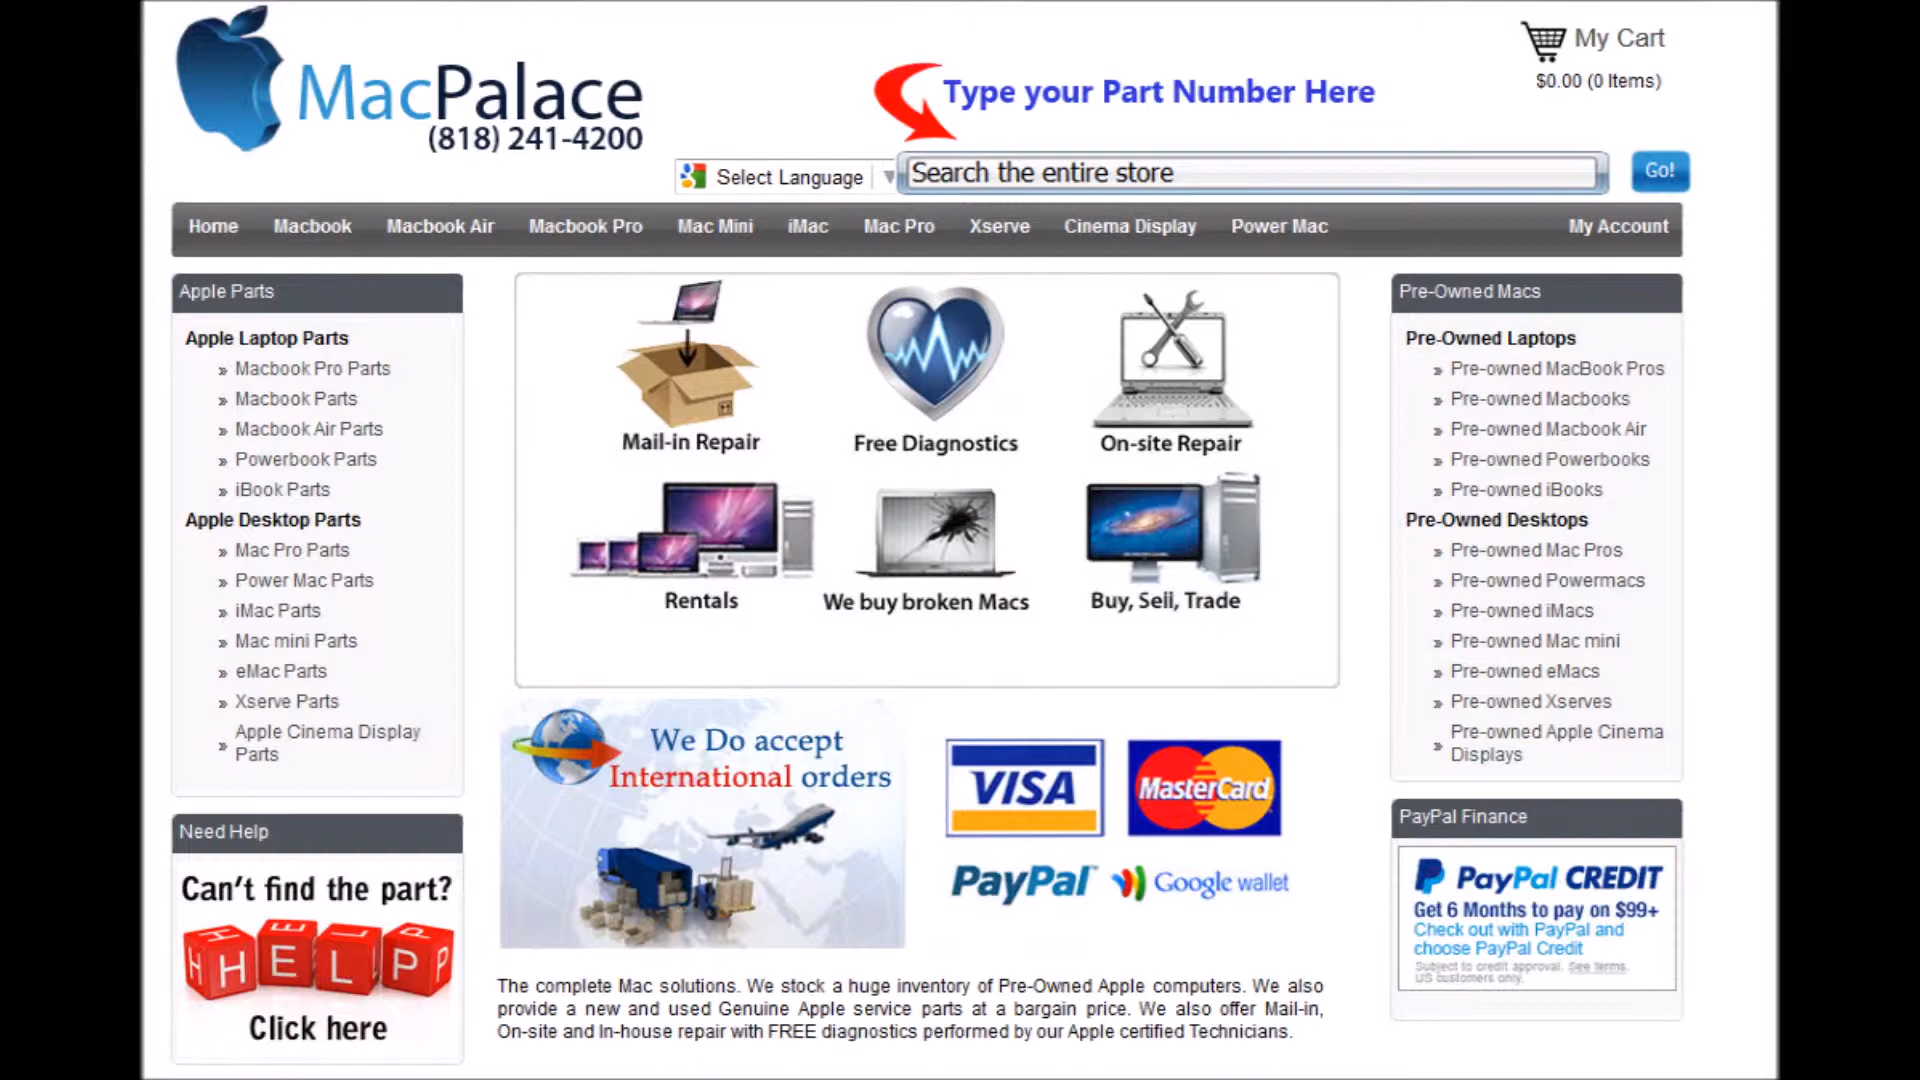 MacPalace
(818) 241-4200
Type your Part Number Here
My Cart
$0.00 (0 Items)
Select Language
Search the entire store
Go!
Home Macbook Macbook Air Macbook Pro Mac Mini iMac Mac Pro Xserve Cinema Display Power Mac My Account
Apple Parts
Apple Laptop Parts
» Macbook Pro Parts
» Macbook Parts
» Macbook Air Parts
» Powerbook Parts
» iBook Parts
Apple Desktop Parts
» Mac Pro Parts
» Power Mac Parts
» iMac Parts
» Mac mini Parts
» eMac Parts
» Xserve Parts
» Apple Cinema Display
Parts
Need Help
Can't find the part?
HELP
Click here
Mail-in Repair
Free Diagnostics
On-site Repair
Rentals
We buy broken Macs
Buy, Sell, Trade
We Do accept
International orders
VISA
MasterCard
PayPal
Google wallet
The complete Mac solutions. We stock a huge inventory of Pre-Owned Apple computers. We also
provide a new and used Genuine Apple service parts at a bargain price. We also offer Mail-in,
On-site and In-house repair with FREE diagnostics performed by our Apple certified Technicians.
Pre-Owned Macs
Pre-Owned Laptops
» Pre-owned MacBook Pros
» Pre-owned Macbooks
» Pre-owned Macbook Air
» Pre-owned Powerbooks
» Pre-owned iBooks
Pre-Owned Desktops
» Pre-owned Mac Pros
» Pre-owned Powermacs
» Pre-owned iMacs
» Pre-owned Mac mini
» Pre-owned eMacs
» Pre-owned Xserves
» Pre-owned Apple Cinema
Displays
PayPal Finance
PayPal CREDIT
Get 6 Months to pay on $99+
Check out with PayPal and
choose PayPal Credit
Subject to credit approval. See terms.
US customers only.